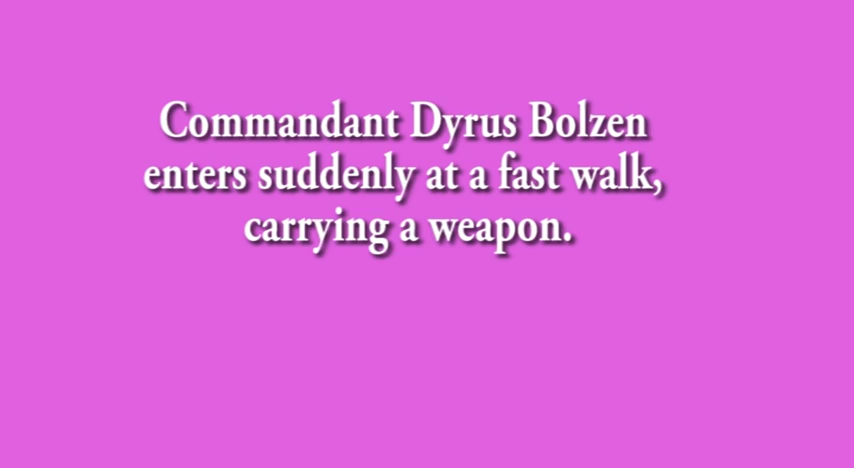 Commandant Dyrus Bolzen
enters suddenly at a fast walk,
carrying a weapon.